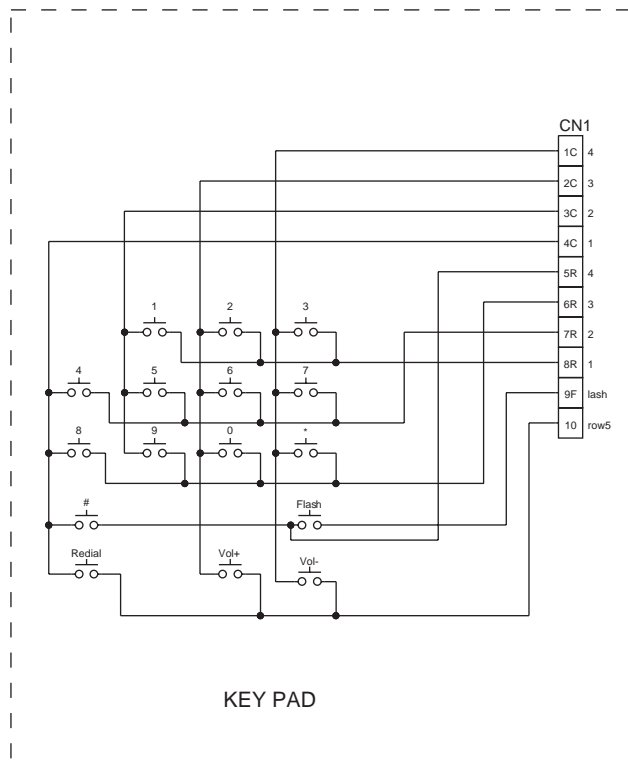 CN1
1C 4
2C 3
3C 2
4C 1
5R 4
6R 3
7R 2
8R 1
9F lash
10 row5
1 2 3
4 5 6 7
8 9 0 *
# Flash
Redial Vol+ Vol-
KEY PAD